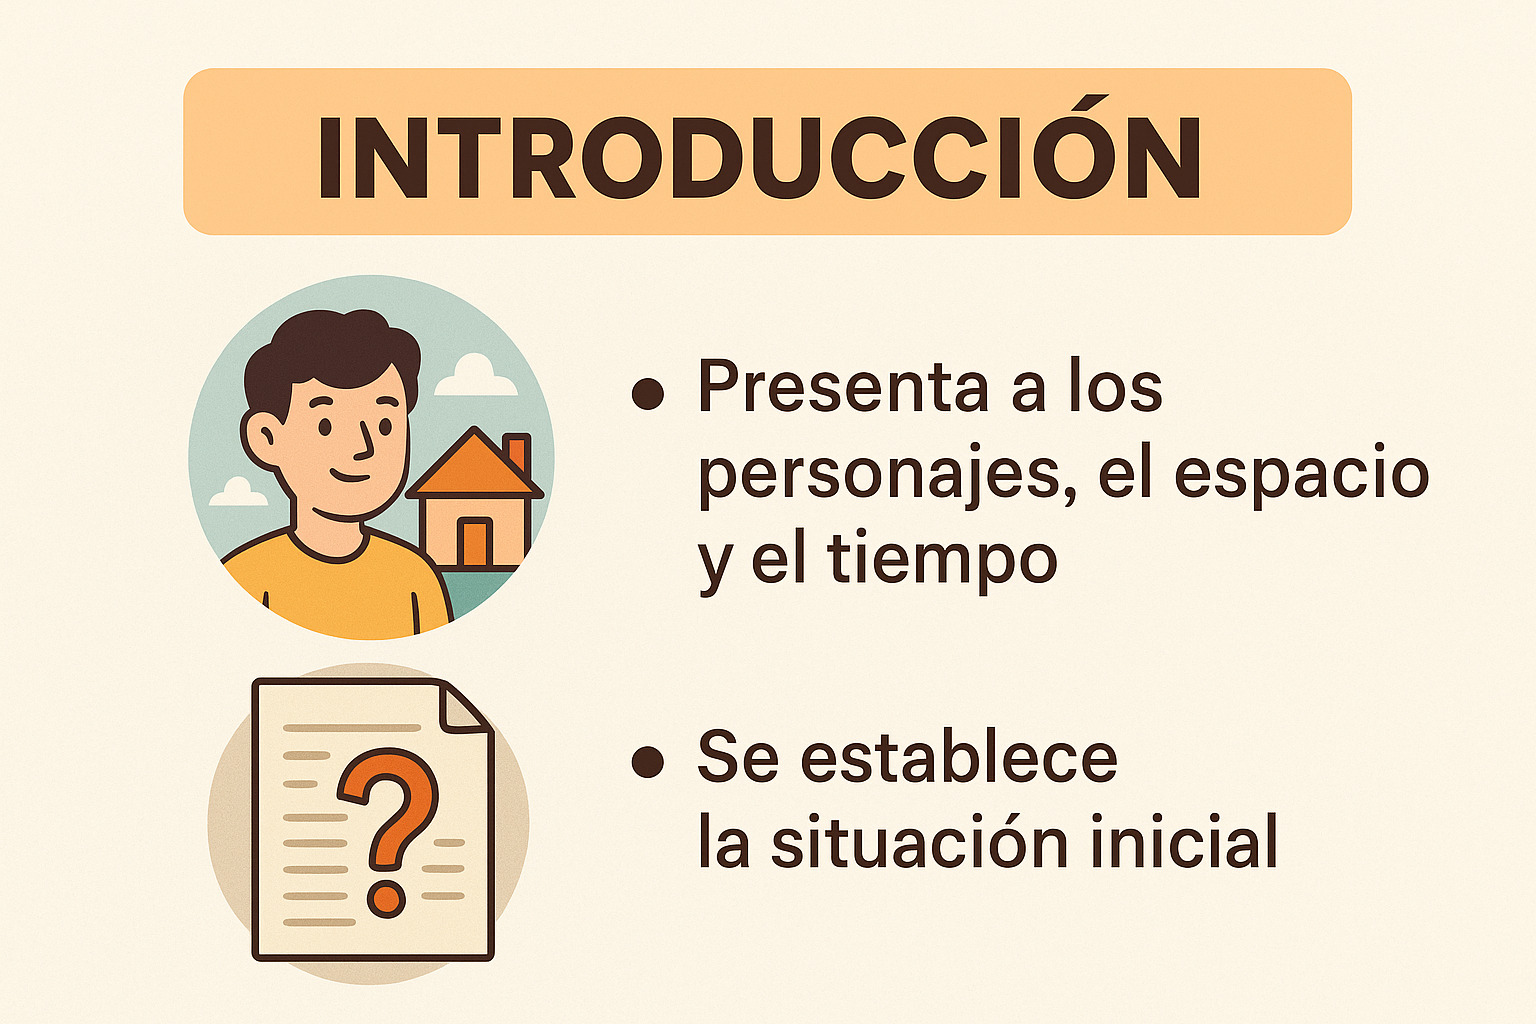 INTRODUCCIÓN
• Presenta a los
personajes, el espacio
y el tiempo
• Se establece
la situación inicial
?